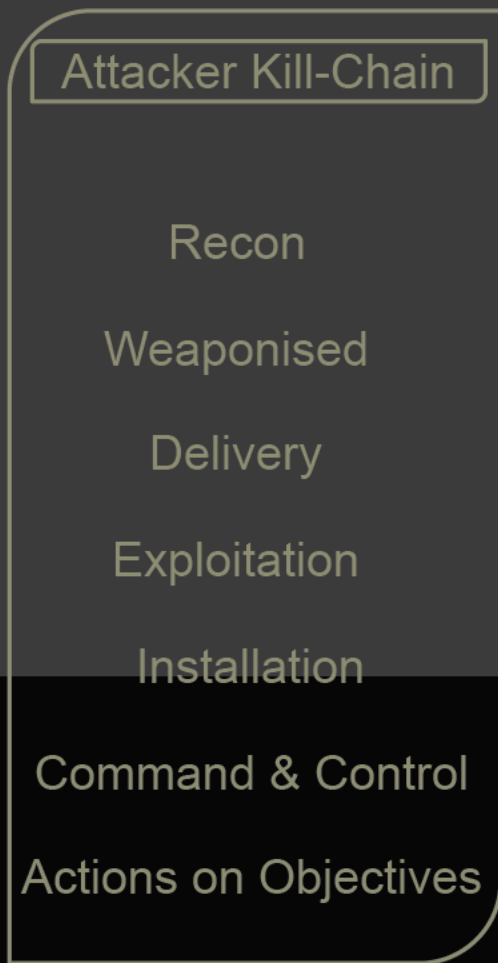 Attacker Kill-Chain
Recon
Weaponised
Delivery
Exploitation
Installation
Command & Control
Actions on Objectives